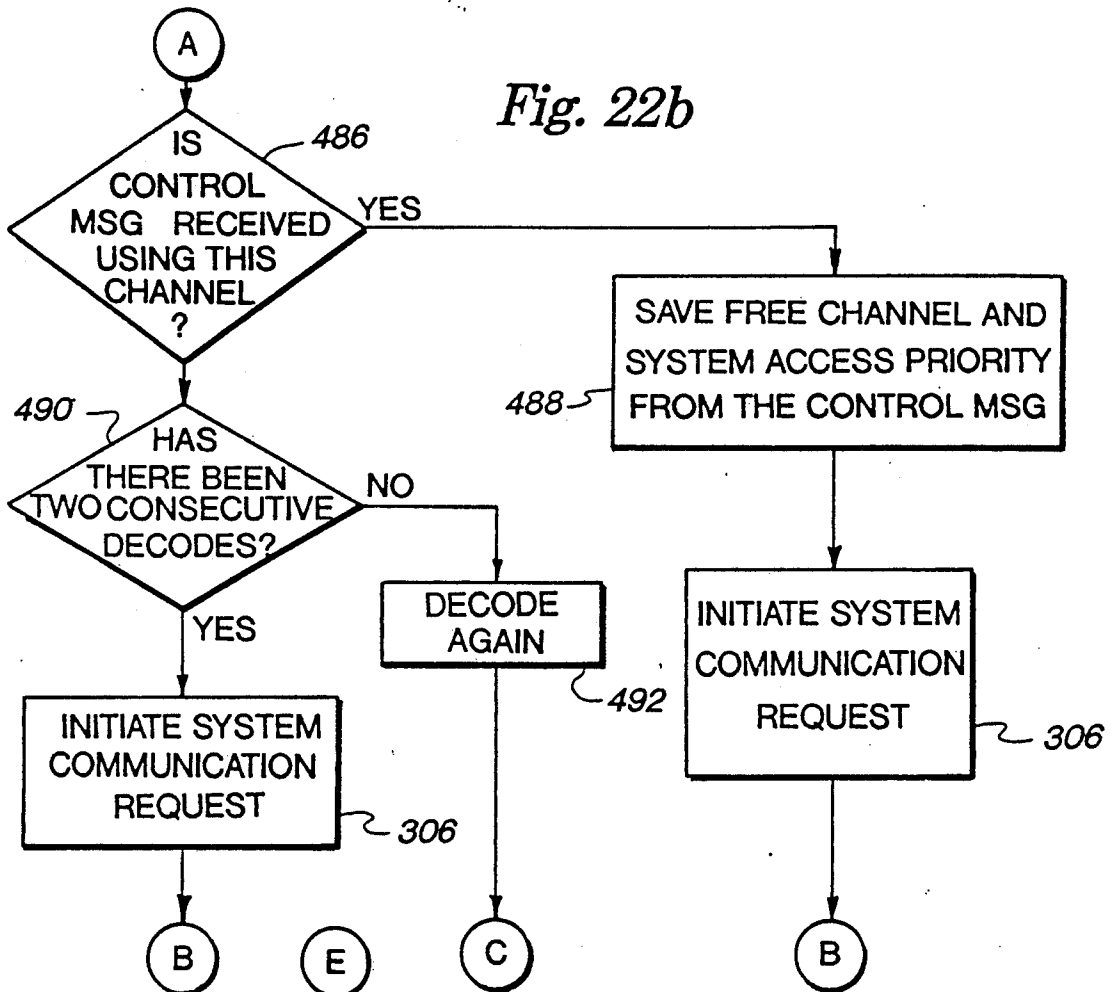 A
Fig. 22b
IS
CONTROL
MSG RECEIVED
USING THIS
CHANNEL
?
486
YES
SAVE FREE CHANNEL AND
SYSTEM ACCESS PRIORITY
FROM THE CONTROL MSG
488
490
HAS
THERE BEEN
TWO CONSECUTIVE
DECODES?
NO
YES
DECODE
AGAIN
492
INITIATE SYSTEM
COMMUNICATION
REQUEST
306
INITIATE SYSTEM
COMMUNICATION
REQUEST
306
B
E
C
B